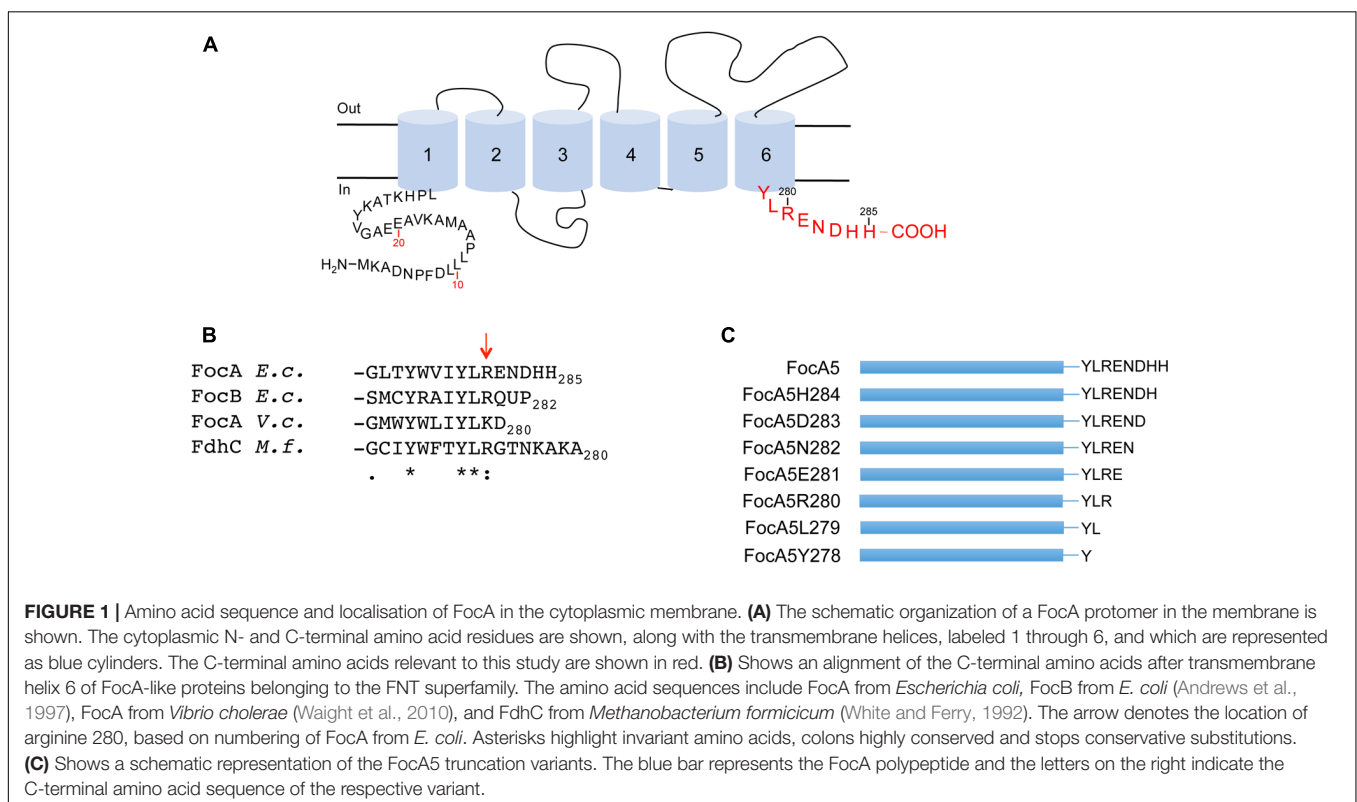 A
Out
1 2 3 4 5 6
In
H₂N–MKADNPFDLLLPAAMAKVAEEAGVYKATKHPL
10
20
YLRENDHH–COOH
280
285
B
FocA E.c. –GLTYWVIYLRENDHH285
FocB E.c. –SMCYRAIYLRQUP282
FocA V.c. –GMWYWLIYLKD280
FdhC M.f. –GCIYWFTYLRGTNKAKA280
. * **:
C
FocA5 YLRENDHH
FocA5H284 YLRENDH
FocA5D283 YLREND
FocA5N282 YLREN
FocA5E281 YLRE
FocA5R280 YLR
FocA5L279 YL
FocA5Y278 Y
FIGURE 1 | Amino acid sequence and localisation of FocA in the cytoplasmic membrane. (A) The schematic organization of a FocA protomer in the membrane is
shown. The cytoplasmic N- and C-terminal amino acid residues are shown, along with the transmembrane helices, labeled 1 through 6, and which are represented
as blue cylinders. The C-terminal amino acids relevant to this study are shown in red. (B) Shows an alignment of the C-terminal amino acids after transmembrane
helix 6 of FocA-like proteins belonging to the FNT superfamily. The amino acid sequences include FocA from Escherichia coli, FocB from E. coli (Andrews et al.,
1997), FocA from Vibrio cholerae (Waight et al., 2010), and FdhC from Methanobacterium formicicum (White and Ferry, 1992). The arrow denotes the location of
arginine 280, based on numbering of FocA from E. coli. Asterisks highlight invariant amino acids, colons highly conserved and stops conservative substitutions.
(C) Shows a schematic representation of the FocA5 truncation variants. The blue bar represents the FocA polypeptide and the letters on the right indicate the
C-terminal amino acid sequence of the respective variant.